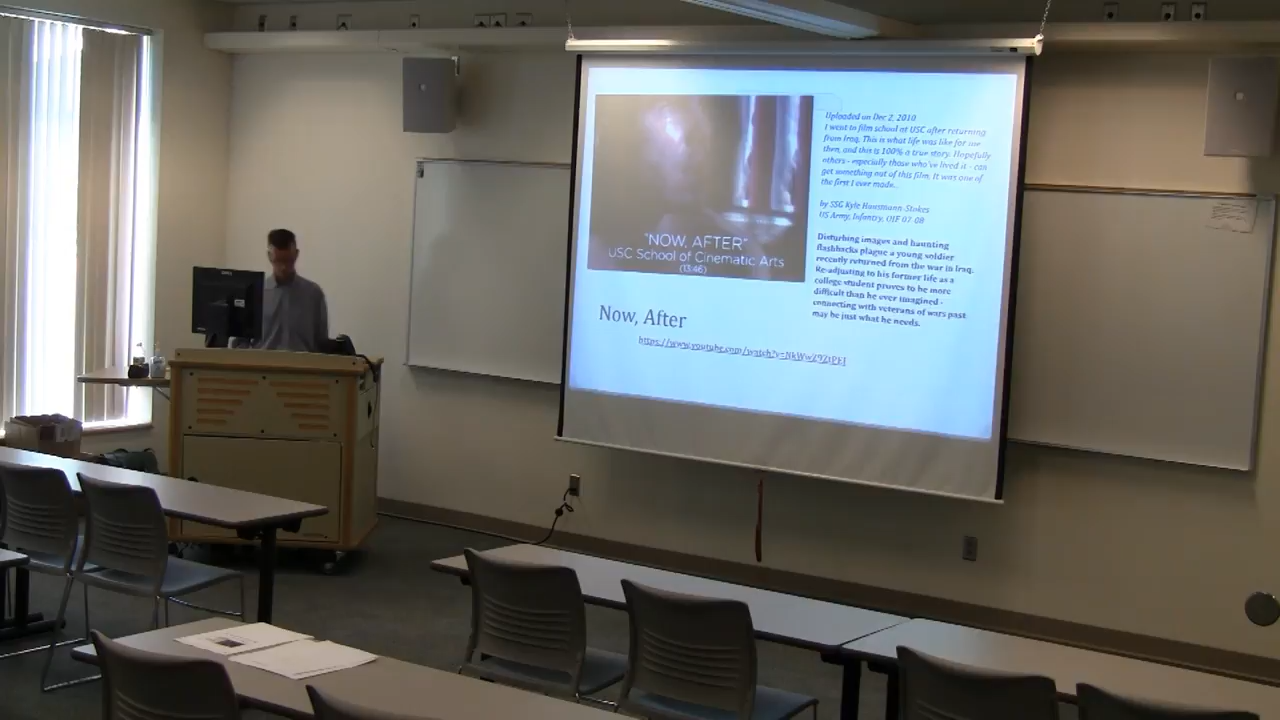 "NOW, AFTER"
USC School of Cinematic Arts
(13:46)
Now, After
Uploaded on Dec 2, 2010
I went to film school at USC after returning
from Iraq. This is what life was like for me
then, and this is 100% a true story. Hopefully
others - especially those who've lived it - can
get something out of this film. It was one of
the first I ever made..
by SSG Kyle Hausmann-Stokes
US Army, Infantry, OIF 07-08
Disturbing images and haunting
flashbacks plague a young soldier
recently returned from the war in Iraq.
Re-adjusting to his former life as a
college student proves to be more
difficult than he ever imagined -
connecting with veterans of wars past
may be just what he needs.